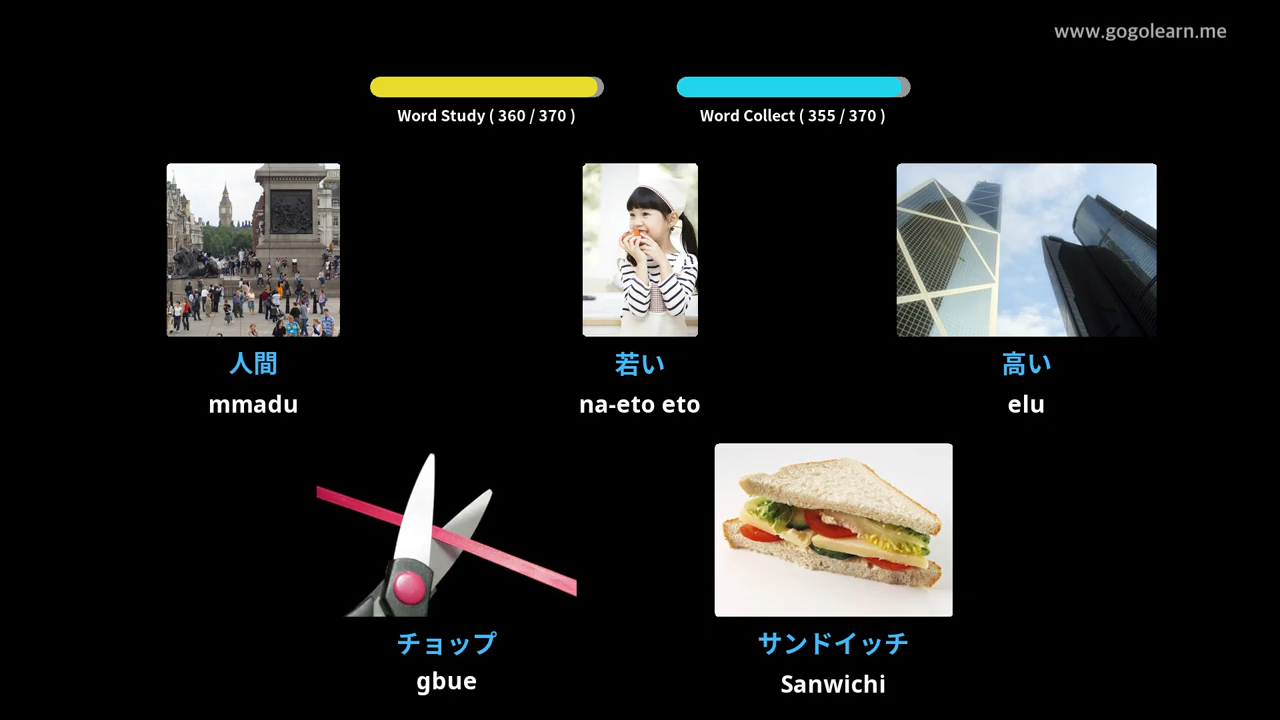 www.gogolearn.me
Word Study ( 360 / 370 )
Word Collect ( 355 / 370 )
人間
若い
高い
mmadu
na-eto eto
elu
チョップ
サンドイッチ
gbue
Sanwichi